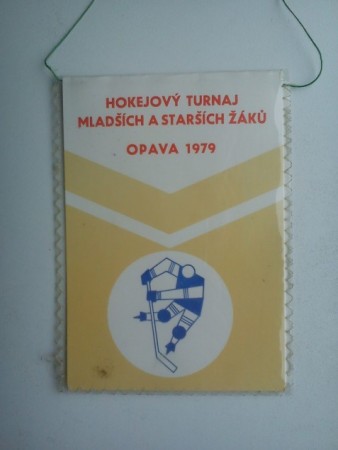 HOKEJOVÝ TURNAJ
MLADŠÍCH A STARŠÍCH ŽÁKŮ
OPAVA 1979